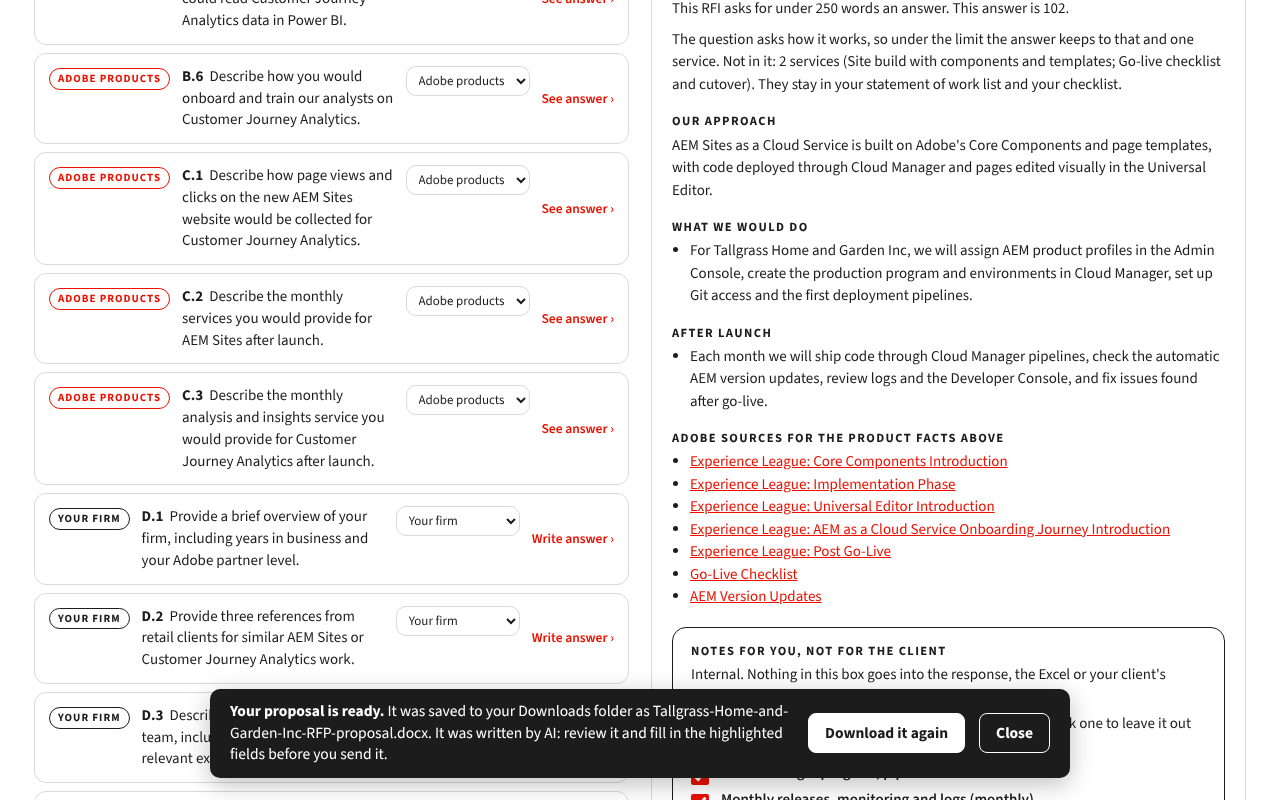 Analytics data in Power BI.
ADOBE PRODUCTS
B.6 Describe how you would
onboard and train our analysts on
Customer Journey Analytics.
Adobe products
See answer ›
ADOBE PRODUCTS
C.1 Describe how page views and
clicks on the new AEM Sites
website would be collected for
Customer Journey Analytics.
Adobe products
See answer ›
ADOBE PRODUCTS
C.2 Describe the monthly
services you would provide for
AEM Sites after launch.
Adobe products
See answer ›
ADOBE PRODUCTS
C.3 Describe the monthly
analysis and insights service you
would provide for Customer
Journey Analytics after launch.
Adobe products
See answer ›
YOUR FIRM
D.1 Provide a brief overview of your
firm, including years in business and
your Adobe partner level.
Your firm
Write answer ›
YOUR FIRM
D.2 Provide three references from
retail clients for similar AEM Sites or
Customer Journey Analytics work.
Your firm
Write answer ›
YOUR FIRM
D.3
team,
This RFI asks for under 250 words an answer. This answer is 102.
The question asks how it works, so under the limit the answer keeps to that and one
service. Not in it: 2 services (Site build with components and templates; Go-live checklist
and cutover). They stay in your statement of work list and your checklist.
OUR APPROACH
AEM Sites as a Cloud Service is built on Adobe's Core Components and page templates,
with code deployed through Cloud Manager and pages edited visually in the Universal
Editor.
WHAT WE WOULD DO
For Tallgrass Home and Garden Inc, we will assign AEM product profiles in the Admin
Console, create the production program and environments in Cloud Manager, set up
Git access and the first deployment pipelines.
AFTER LAUNCH
Each month we will ship code through Cloud Manager pipelines, check the automatic
AEM version updates, review logs and the Developer Console, and fix issues found
after go-live.
ADOBE SOURCES FOR THE PRODUCT FACTS ABOVE
Experience League: Core Components Introduction
Experience League: Implementation Phase
Experience League: Universal Editor Introduction
Experience League: AEM as a Cloud Service Onboarding Journey Introduction
Experience League: Post Go-Live
Go-Live Checklist
AEM Version Updates
NOTES FOR YOU, NOT FOR THE CLIENT
Internal. Nothing in this box goes into the response, the Excel or your client's
one to leave it out
Monthly releases, monitoring and logs (monthly)
Your proposal is ready. It was saved to your Downloads folder as Tallgrass-Home-and-
Garden-Inc-RFP-proposal.docx. It was written by AI: review it and fill in the highlighted
fields before you send it.
Download it again
Close